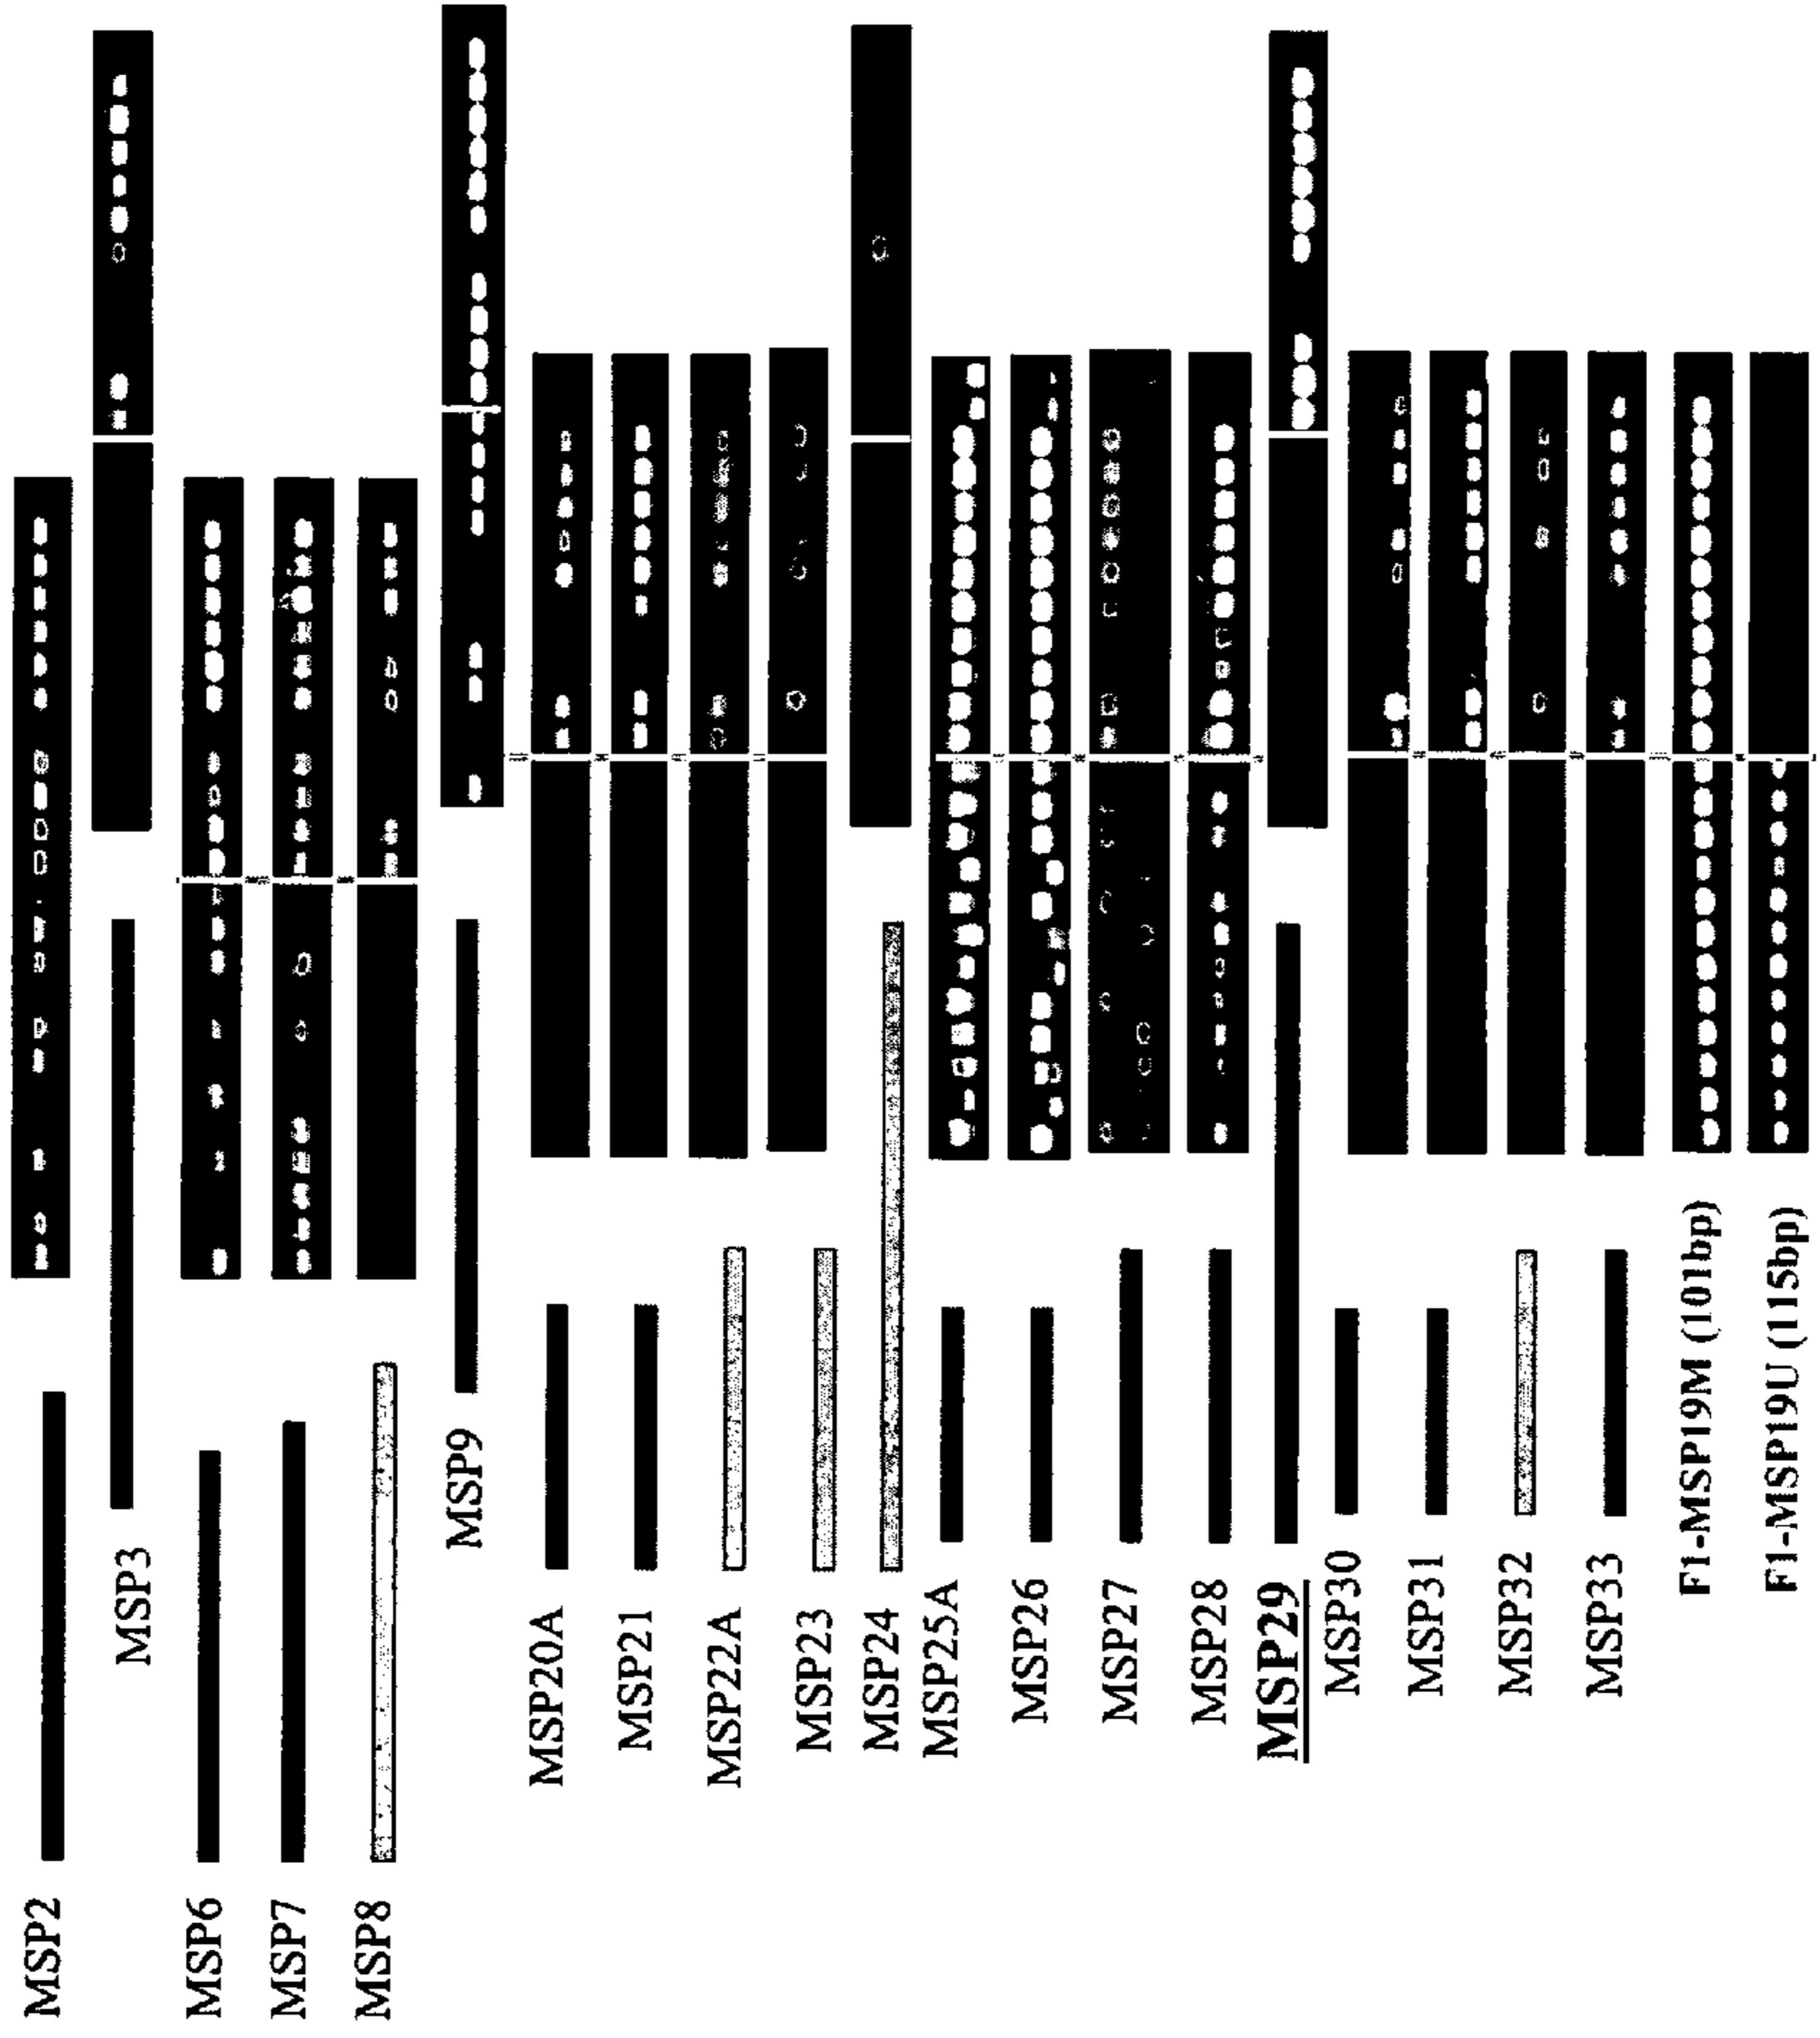 MSP2
MSP3
MSP6
MSP7
MSP8
MSP9
MSP20A
MSP21
MSP22A
MSP23
MSP24
MSP25A
MSP26
MSP27
MSP28
MSP29
MSP30
MSP31
MSP32
MSP33
F1-MSP19M (101bp)
F1-MSP19U (115bp)